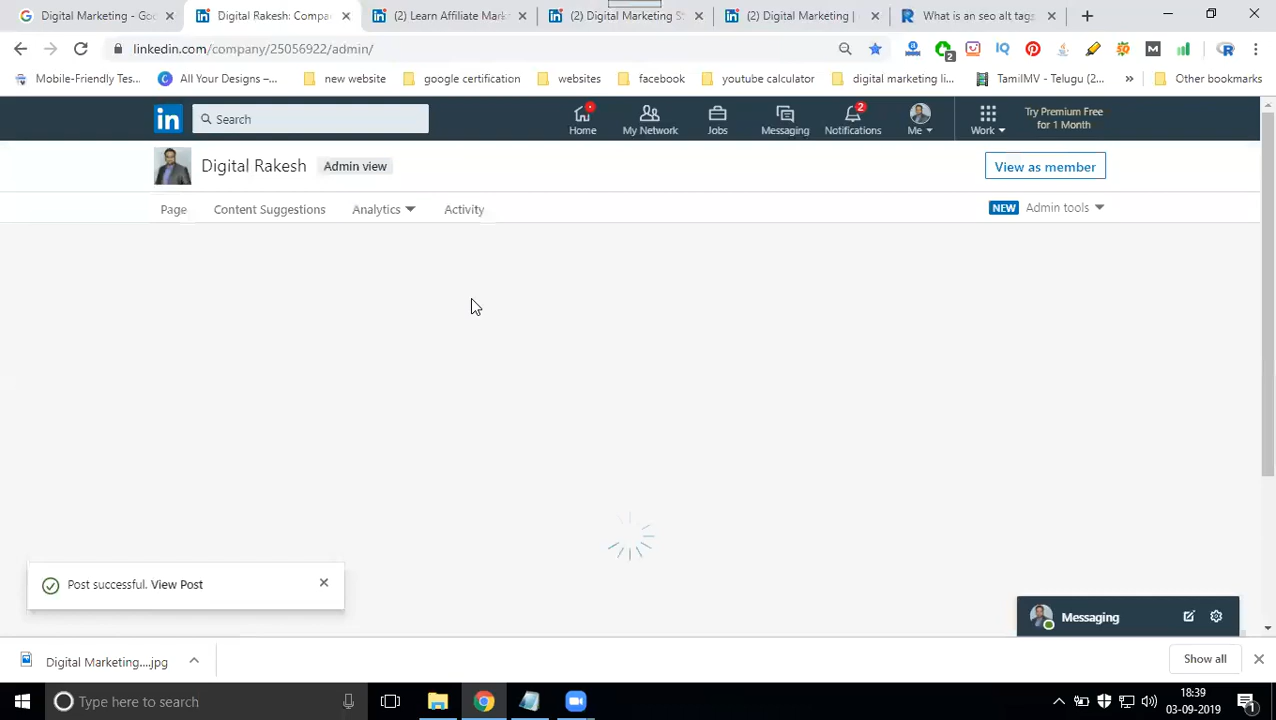 Digital Marketing - Goo
Digital Rakesh: Compa
(2) Learn Affiliate Mark
(2) Digital Marketing S
(2) Digital Marketing |
What is an seo alt tags
linkedin.com/company/25056922/admin/
2
Mobile-Friendly Tes...
All Your Designs –...
new website
google certification
websites
facebook
youtube calculator
digital marketing li...
TamilMV - Telugu (2...
»
Other bookmarks
in
Search
Home
My Network
Jobs
Messaging
2
Notifications
Me
Work
Try Premium Free
for 1 Month
Digital Rakesh
Admin view
View as member
Page
Content Suggestions
Analytics
Activity
NEW
Admin tools
Post successful. View Post
Messaging
Digital Marketing....jpg
Show all
Type here to search
18:39
03-09-2019
1